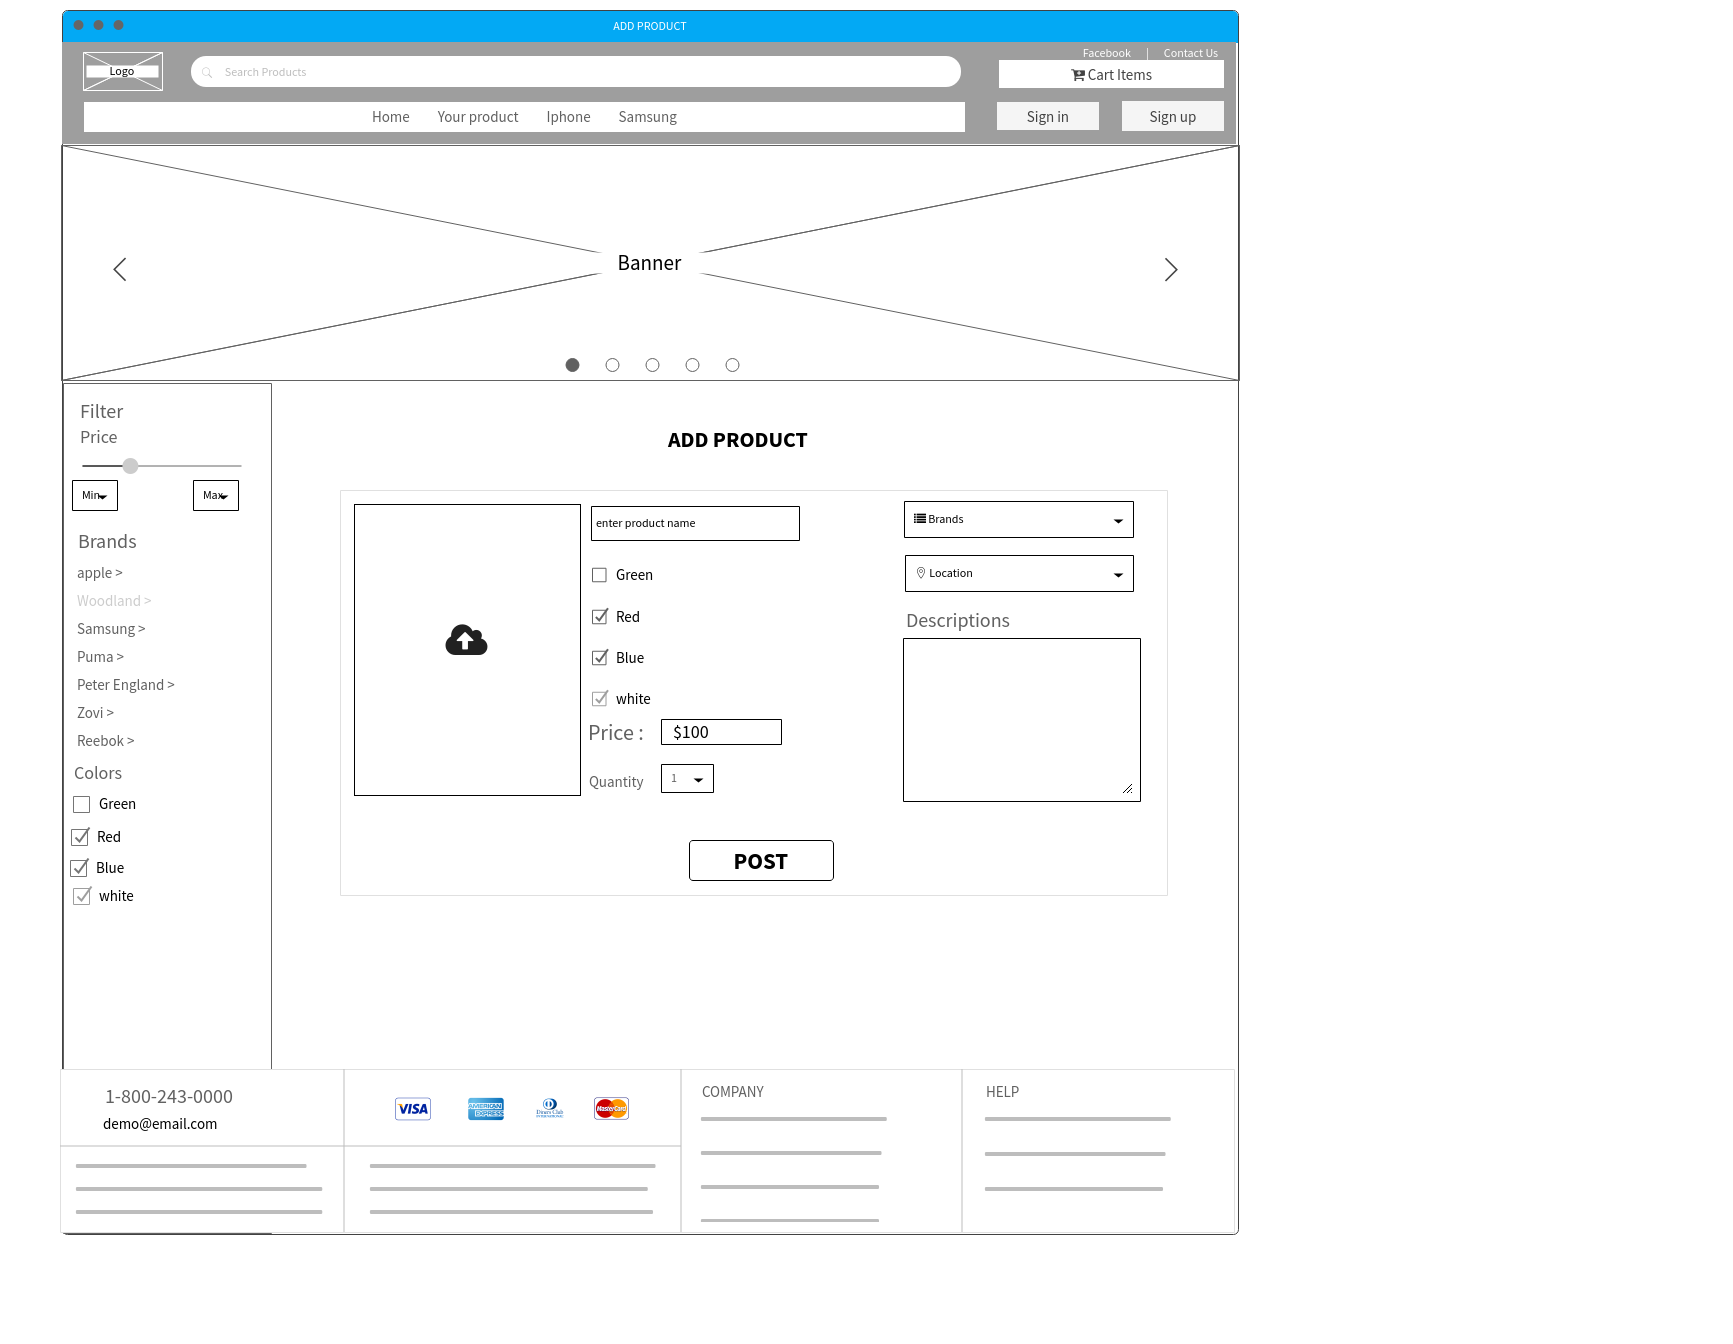 ADD PRODUCT
Facebook | Contact Us
Logo
Search Products
Cart Items
Home Your product Iphone Samsung
Sign in Sign up
Banner
Filter
Price
Min Max
Brands
apple >
Woodland >
Samsung >
Puma >
Peter England >
Zovi >
Reebok >
Colors
Green
Red
Blue
white
ADD PRODUCT
enter product name
Green
Red
Blue
white
Price : $100
Quantity 1
Brands
Location
Descriptions
POST
1-800-243-0000
demo@email.com
VISA
AMERICAN EXPRESS
Diners Club
INTERNATIONAL
MasterCard
COMPANY
HELP